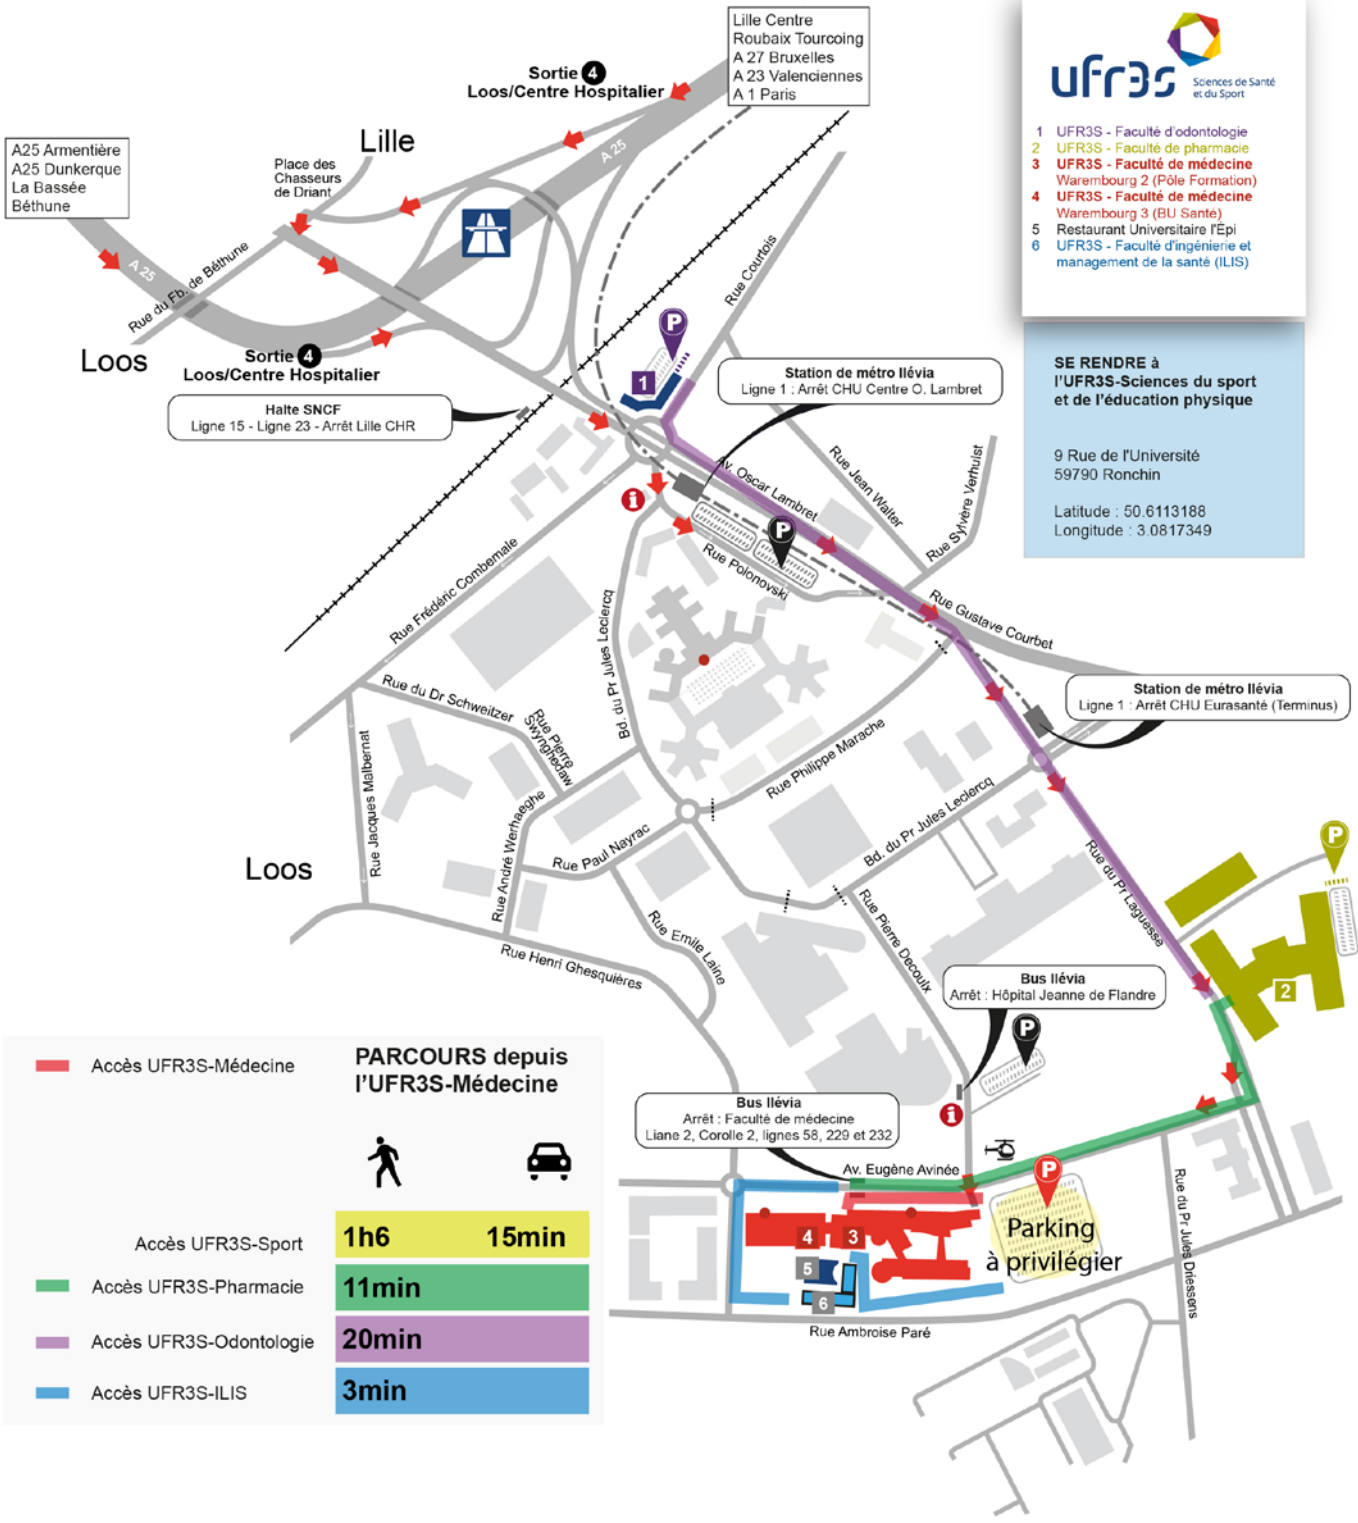 Lille Centre
Roubaix Tourcoing
A 27 Bruxelles
A 23 Valenciennes
A 1 Paris
Sortie 4
Loos/Centre Hospitalier
A 25
Lille
A25 Armentière
A25 Dunkerque
La Bassée
Béthune
Place des
Chasseurs
de Driant
A 25
Rue du Fb. de Béthune
Loos
Sortie 4
Loos/Centre Hospitalier
Halte SNCF
Ligne 15 - Ligne 23 - Arrêt Lille CHR
ufr3s
Sciences de Santé
et du Sport
1 UFR3S - Faculté d'odontologie
2 UFR3S - Faculté de pharmacie
3 UFR3S - Faculté de médecine
Warembourg 2 (Pôle Formation)
4 UFR3S - Faculté de médecine
Warembourg 3 (BU Santé)
5 Restaurant Universitaire l'Épi
6 UFR3S - Faculté d'ingénierie et
management de la santé (ILIS)
SE RENDRE à
l'UFR3S-Sciences du sport
et de l'éducation physique
9 Rue de l'Université
59790 Ronchin
Latitude : 50.6113188
Longitude : 3.0817349
Rue Courtois
P
1
Station de métro Ilévia
Ligne 1 : Arrêt CHU Centre O. Lambret
Av. Oscar Lambret
Rue Jean Walter
Rue Sylvère Verhulst
i
P
Rue Polonovski
Rue Frédéric Combemale
Bd. du Pr Jules Leclercq
Rue Gustave Courbet
Station de métro Ilévia
Ligne 1 : Arrêt CHU Eurasanté (Terminus)
Rue du Dr Schweitzer
Rue Pierre
Swynghedaw
Rue Jacques Malbernat
Rue Philippe Marache
Rue André Werhaeghe
Rue Paul Nayrac
Bd. du Pr Jules Leclercq
Loos
Rue du Pr Laguesse
P
2
Rue Emile Laine
Rue Pierre Decoulx
Rue Henri Ghesquières
Bus Ilévia
Arrêt : Hôpital Jeanne de Flandre
P
i
Bus Ilévia
Arrêt : Faculté de médecine
Liane 2, Corolle 2, lignes 58, 229 et 232
Av. Eugène Avinée
P
Parking
à privilégier
4
3
5
6
Rue du Pr Jules Driessens
Rue Ambroise Paré
Accès UFR3S-Médecine
PARCOURS depuis
l'UFR3S-Médecine
Accès UFR3S-Sport 1h6 15min
Accès UFR3S-Pharmacie 11min
Accès UFR3S-Odontologie 20min
Accès UFR3S-ILIS 3min